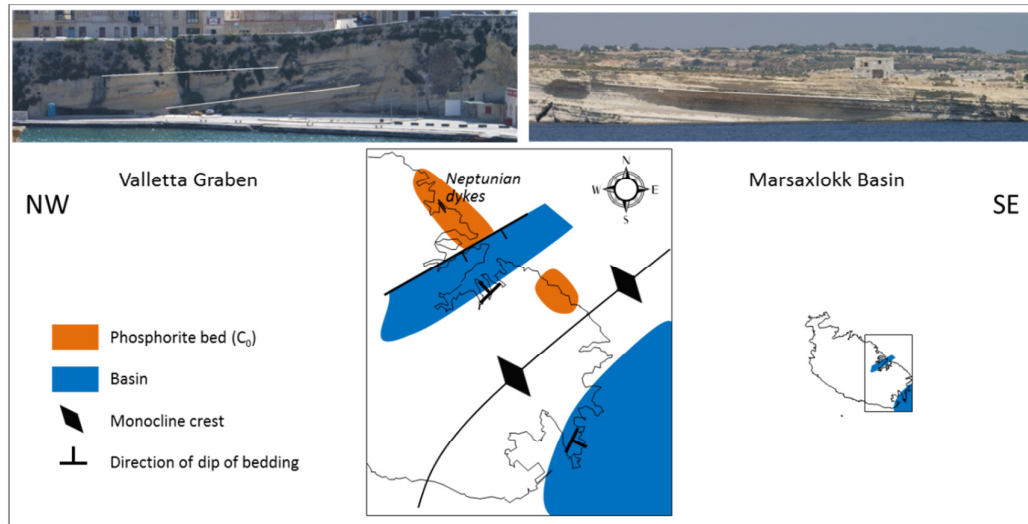 Valletta Graben
Marsaxlokk Basin
NW
SE
Neptunian
dykes
N
W
E
S
Phosphorite bed (C₀)
Basin
Monocline crest
Direction of dip of bedding